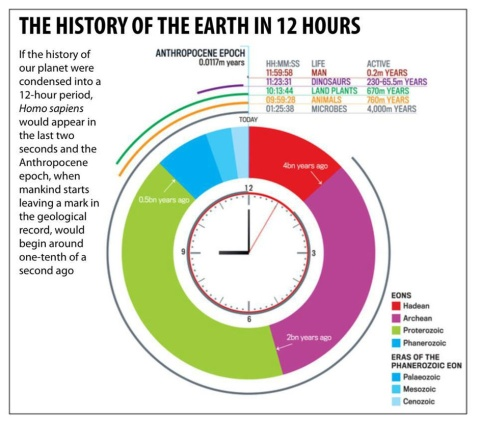 THE HISTORY OF THE EARTH IN 12 HOURS
If the history of
our planet were
condensed into a
12-hour period,
Homo sapiens
would appear in
the last two
seconds and the
Anthropocene
epoch, when
mankind starts
leaving a mark in
the geological
record, would
begin around
one-tenth of a
second ago
ANTHROPOCENE EPOCH
0.0117m years
HH:MM:SS LIFE ACTIVE
11:59:58 MAN 0.2m YEARS
11:23:31 DINOSAURS 230-65.5m YEARS
10:13:44 LAND PLANTS 670m YEARS
09:59:28 ANIMALS 760m YEARS
01:25:38 MICROBES 4,000m YEARS
TODAY
4bn years ago
0.5bn years ago
12
9
3
6
2bn years ago
EONS
Hadean
Archean
Proterozoic
Phanerozoic
ERAS OF THE
PHANEROZOIC EON
Palaeozoic
Mesozoic
Cenozoic